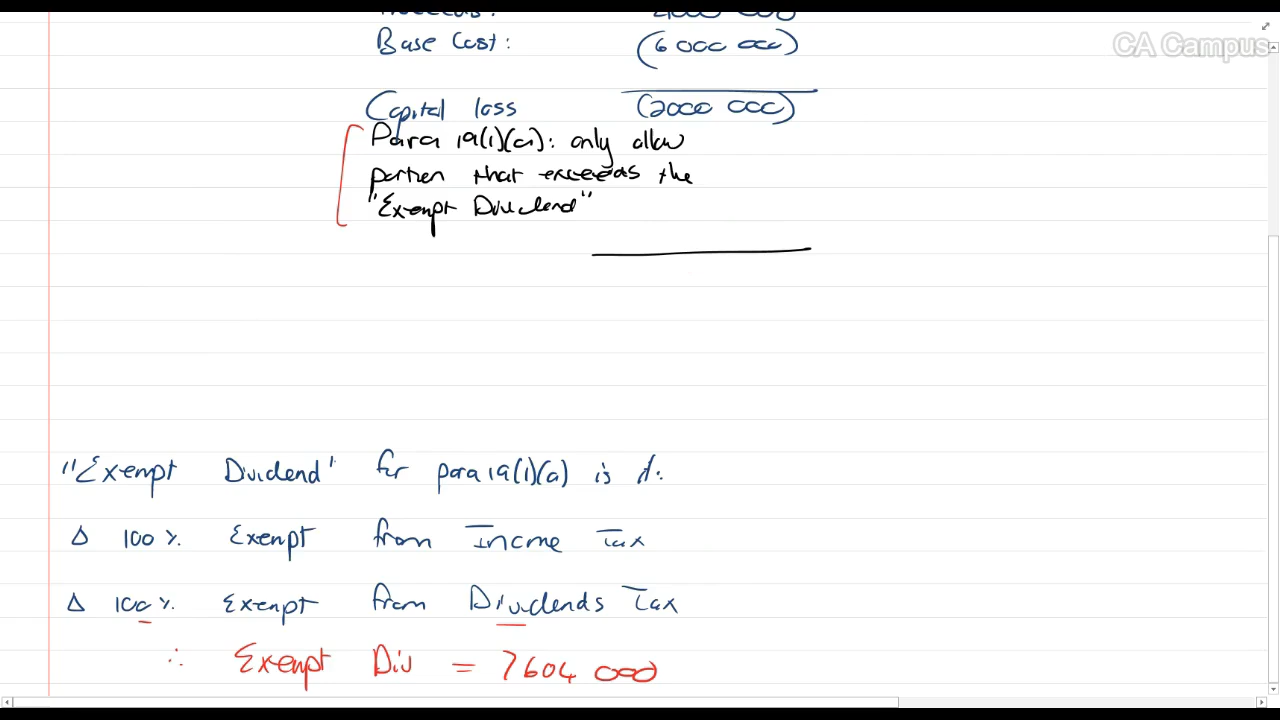 CA Campus
Base Cost: (6 000 000)
Capital loss (2000 000)
Para 19(1)(a): only allow
portion that exceeds the
"Exempt Dividend"
"Exempt Dividend" for para 19(1)(a) is
Δ 100% Exempt from Income Tax
Δ 100% Exempt from Dividends Tax
∴ Exempt Div = 7604 000